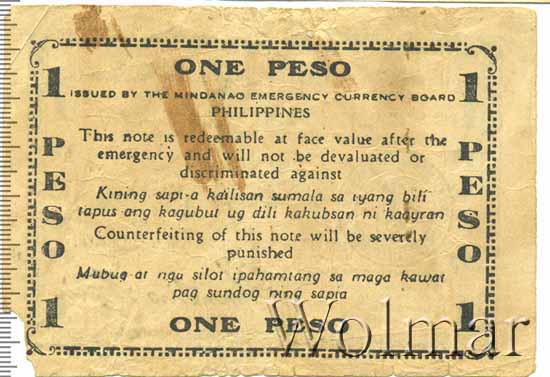 1 ONE PESO 1
ISSUED BY THE MINDANAO EMERGENCY CURRENCY BOARD
PHILIPPINES
This note is redeemable at face value after the
emergency and will not be devaluated or
discriminated against
Kining sapi-a kailisan sumala sa iyang bili
tapus ang kagubut ug dili kakubsan ni kaayran
Counterfeiting of this note will be severely
punished
Mubug-at ngu silot ipahamtang sa maga kawat
pag sundog ning sapia
1 ONE PESO 1
PESO
PESO
Wolmar